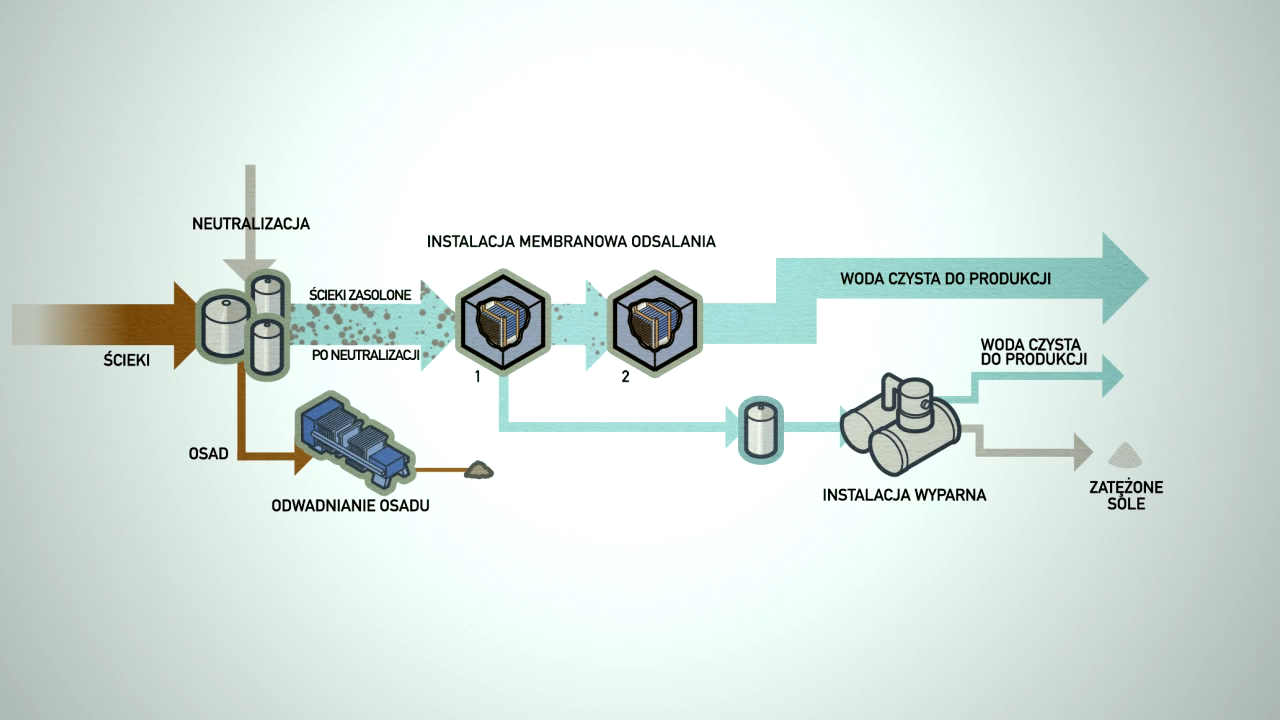 NEUTRALIZACJA
INSTALACJA MEMBRANOWA ODSALANIA
WODA CZYSTA DO PRODUKCJI
ŚCIEKI ZASOLONE
ŚCIEKI
PO NEUTRALIZACJI
WODA CZYSTA
DO PRODUKCJI
1
2
OSAD
ODWADNIANIE OSADU
INSTALACJA WYPARNA
ZATĘŻONE
SOLE